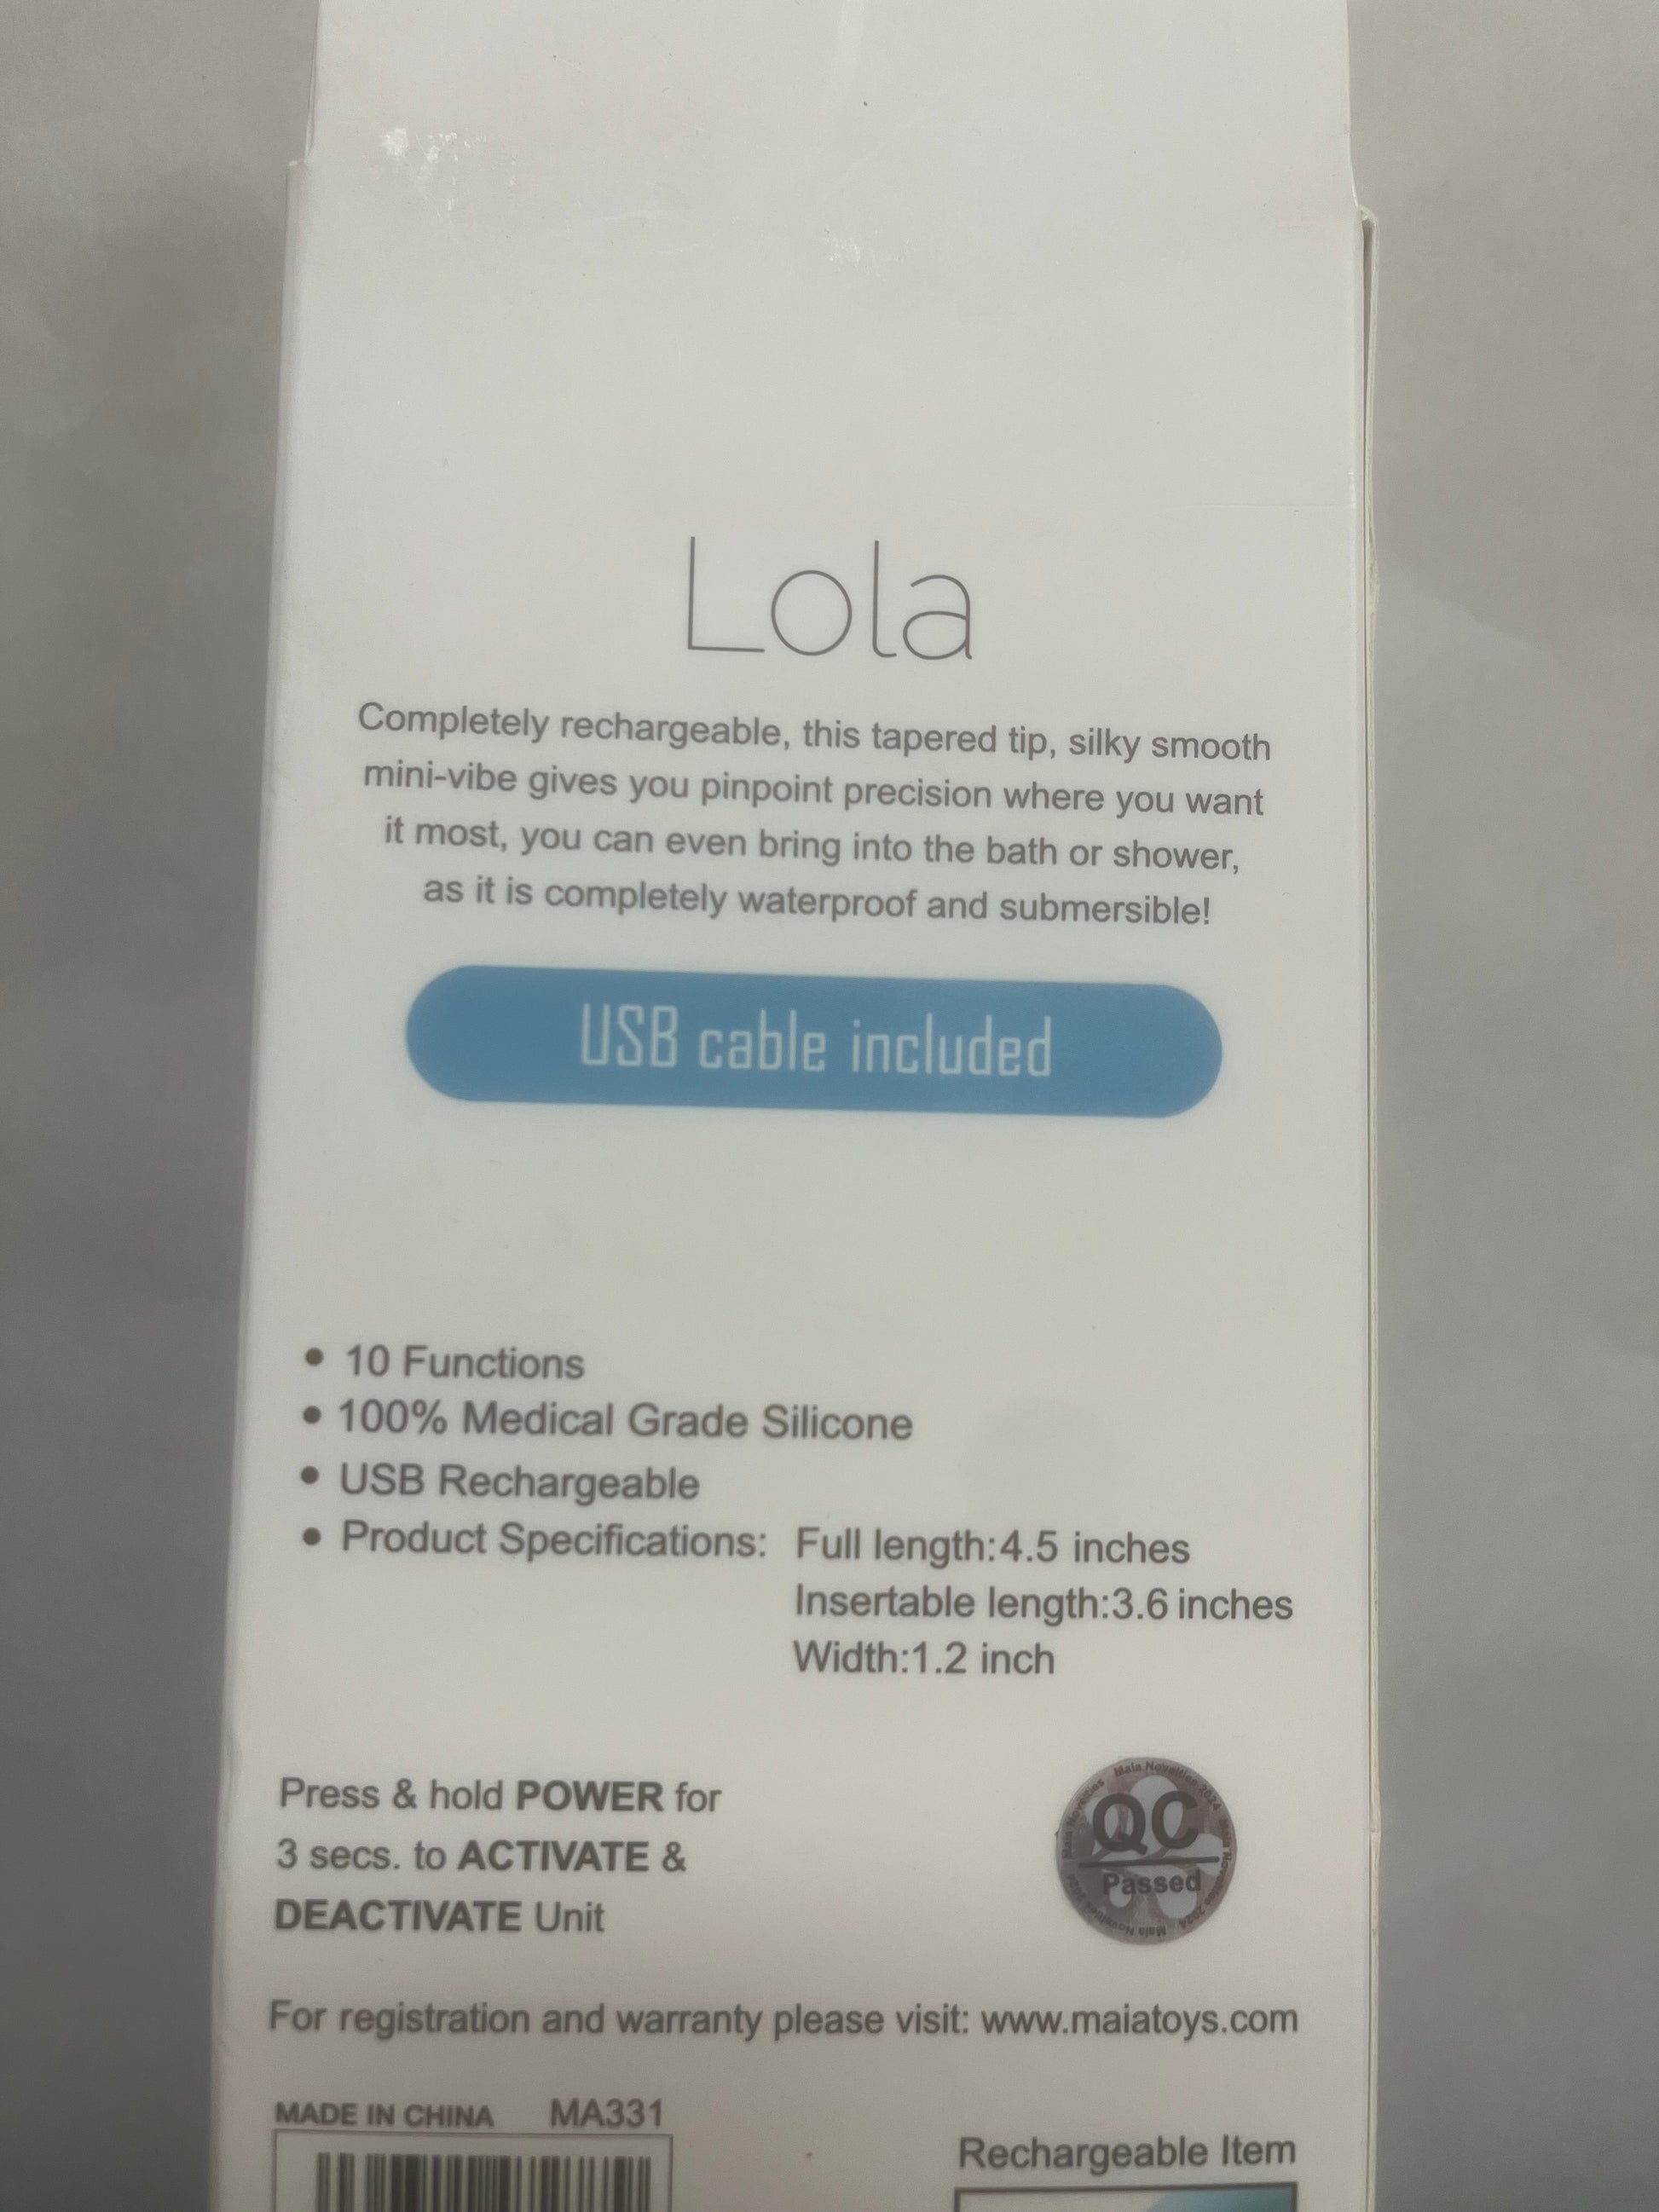 Lola
Completely rechargeable, this tapered tip, silky smooth
mini-vibe gives you pinpoint precision where you want
it most, you can even bring into the bath or shower,
as it is completely waterproof and submersible!
USB cable included
• 10 Functions
• 100% Medical Grade Silicone
• USB Rechargeable
• Product Specifications: Full length:4.5 inches
Insertable length:3.6 inches
Width:1.2 inch
Press & hold POWER for
3 secs. to ACTIVATE &
DEACTIVATE Unit
Maia Novelties 2024
QC
Passed
For registration and warranty please visit: www.maiatoys.com
MADE IN CHINA MA331
Rechargeable Item